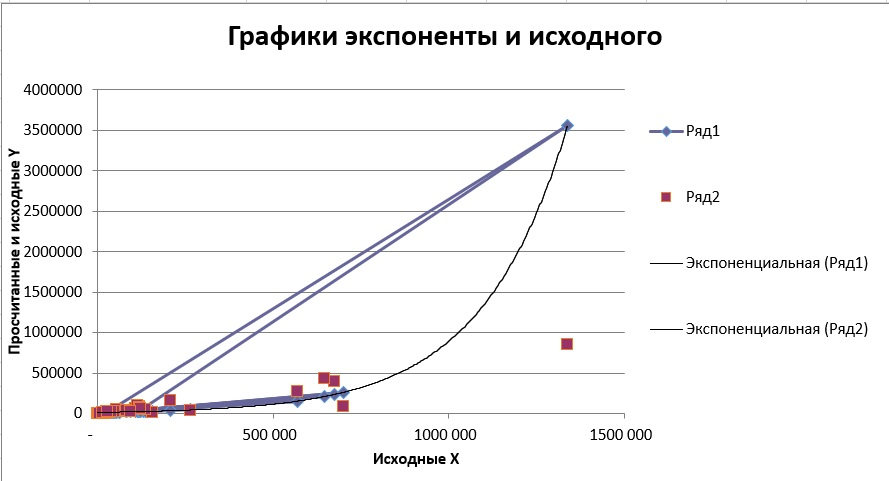 Графики экспоненты и исходного
Просчитанные и исходные Y
4000000
3500000
3000000
2500000
2000000
1500000
1000000
500000
0
- 500 000 1000 000 1500 000
Исходные X
Ряд1
Ряд2
Экспоненциальная (Ряд1)
Экспоненциальная (Ряд2)